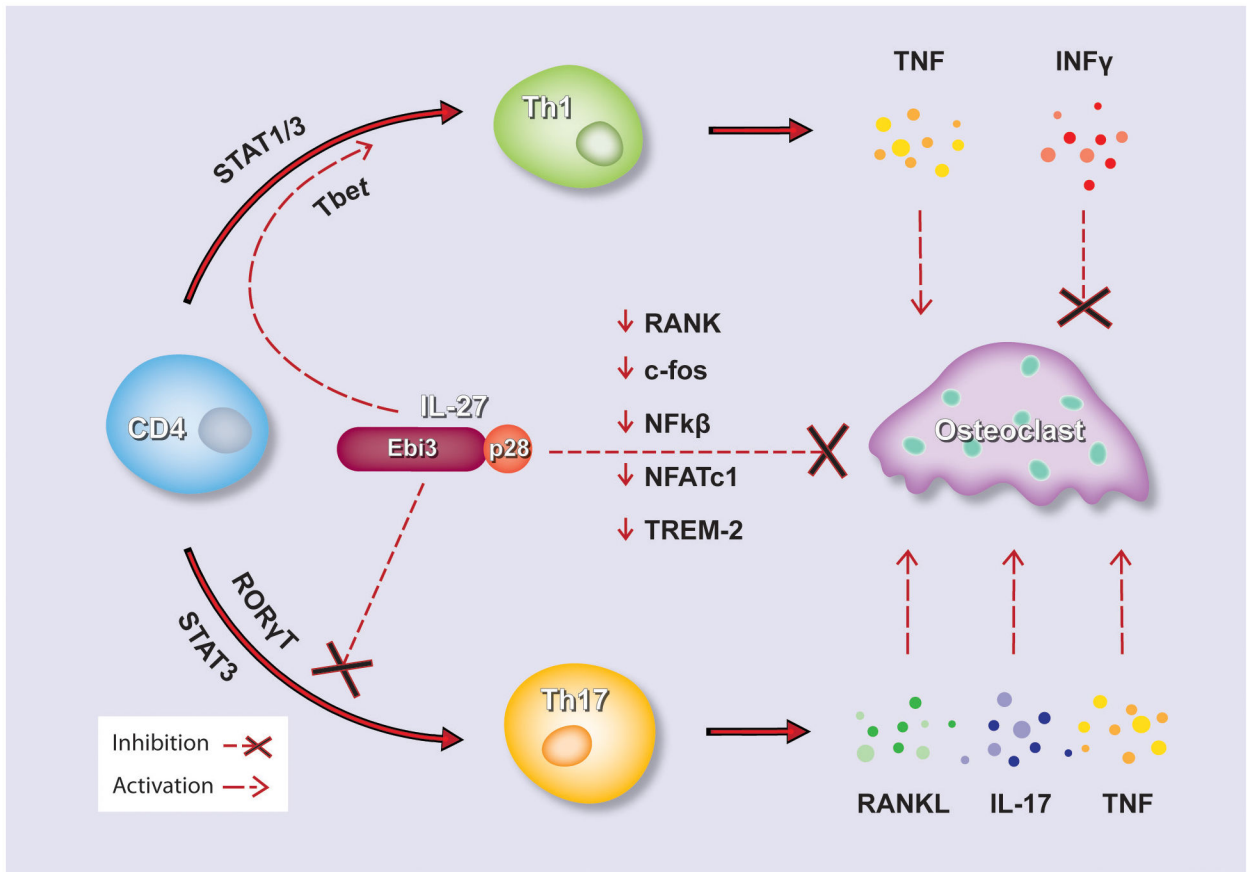 TNF
INFγ
Th1
STAT1/3
Tbet
RANK
c-fos
NFkβ
NFATc1
TREM-2
CD4
IL-27
Ebi3
p28
Osteoclast
RORγT
STAT3
Th17
Inhibition
Activation
RANKL
IL-17
TNF